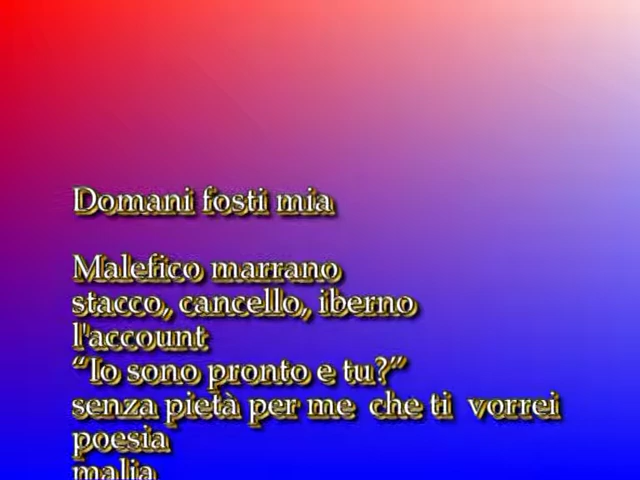 Domani fosti mia
Malefico marrano
stacco, cancello, iberno
l'account
“Io sono pronto e tu?”
senza pietà per me che ti vorrei
poesia
malia